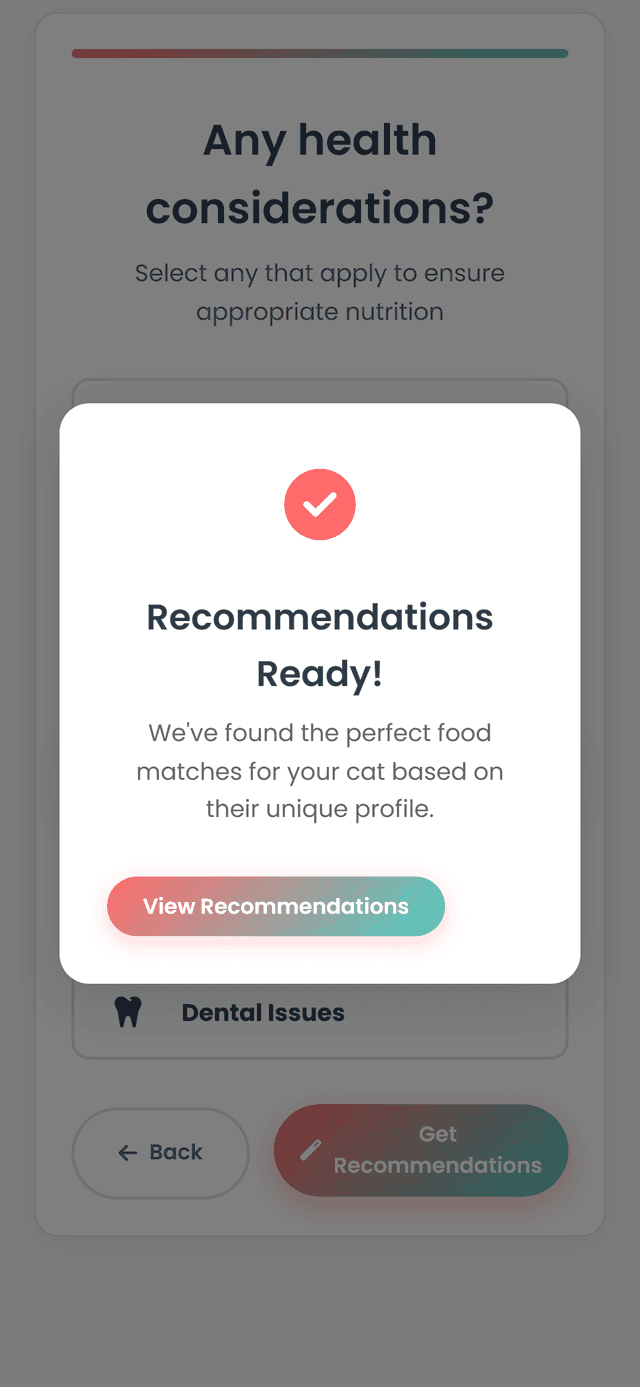 Any health
considerations?
Select any that apply to ensure
appropriate nutrition
Recommendations
Ready!
We've found the perfect food
matches for your cat based on
their unique profile.
View Recommendations
Dental Issues
Back
Get
Recommendations